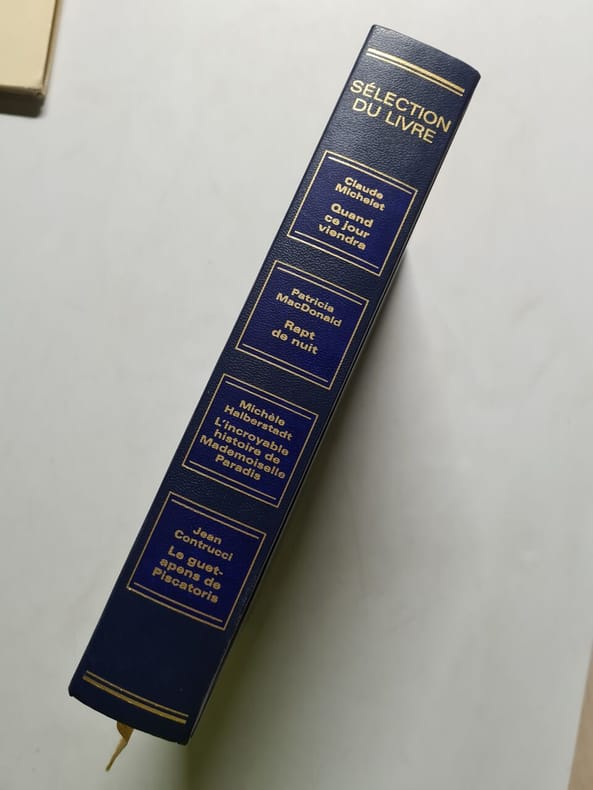 SÉLECTION
DU LIVRE
Claude
Michelet
Quand
ce jour
viendra
Patricia
MacDonald
Rapt
de nuit
Michèle
Halberstadt
L'incroyable
histoire de
Mademoiselle
Paradis
Jean
Contrucci
Le guet-
apens de
Piscatoris